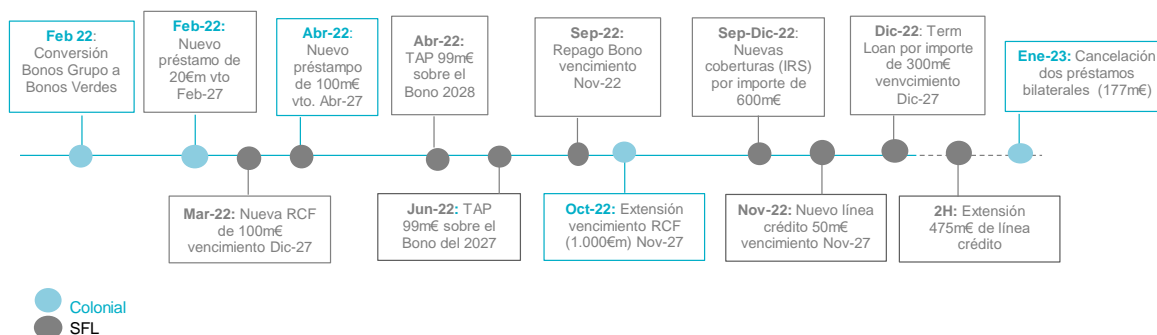 Feb 22:
Conversión
Bonos Grupo a
Bonos Verdes
Feb-22:
Nuevo
préstamo de
20€m vto
Feb-27
Abr-22:
Nuevo
préstampo
de 100m€
vto. Abr-27
Abr-22:
TAP 99m€
sobre el
Bono 2028
Sep-22:
Repago Bono
vencimiento
Nov-22
Sep-Dic-22:
Nuevas
coberturas (IRS)
por importe de
600m€
Dic-22: Term
Loan por importe
de 300m€
venvcimiento
Dic-27
Ene-23: Cancelación
dos préstamos
bilaterales (177m€)
Mar-22: Nueva RCF
de 100m€
vencimiento Dic-27
Jun-22: TAP
99m€ sobre el
Bono del 2027
Oct-22: Extensión
vencimiento RCF
(1.000€m) Nov-27
Nov-22: Nuevo línea
crédito 50m€
vencimiento Nov-27
2H: Extensión
475m€ de línea
crédito
Colonial
SFL